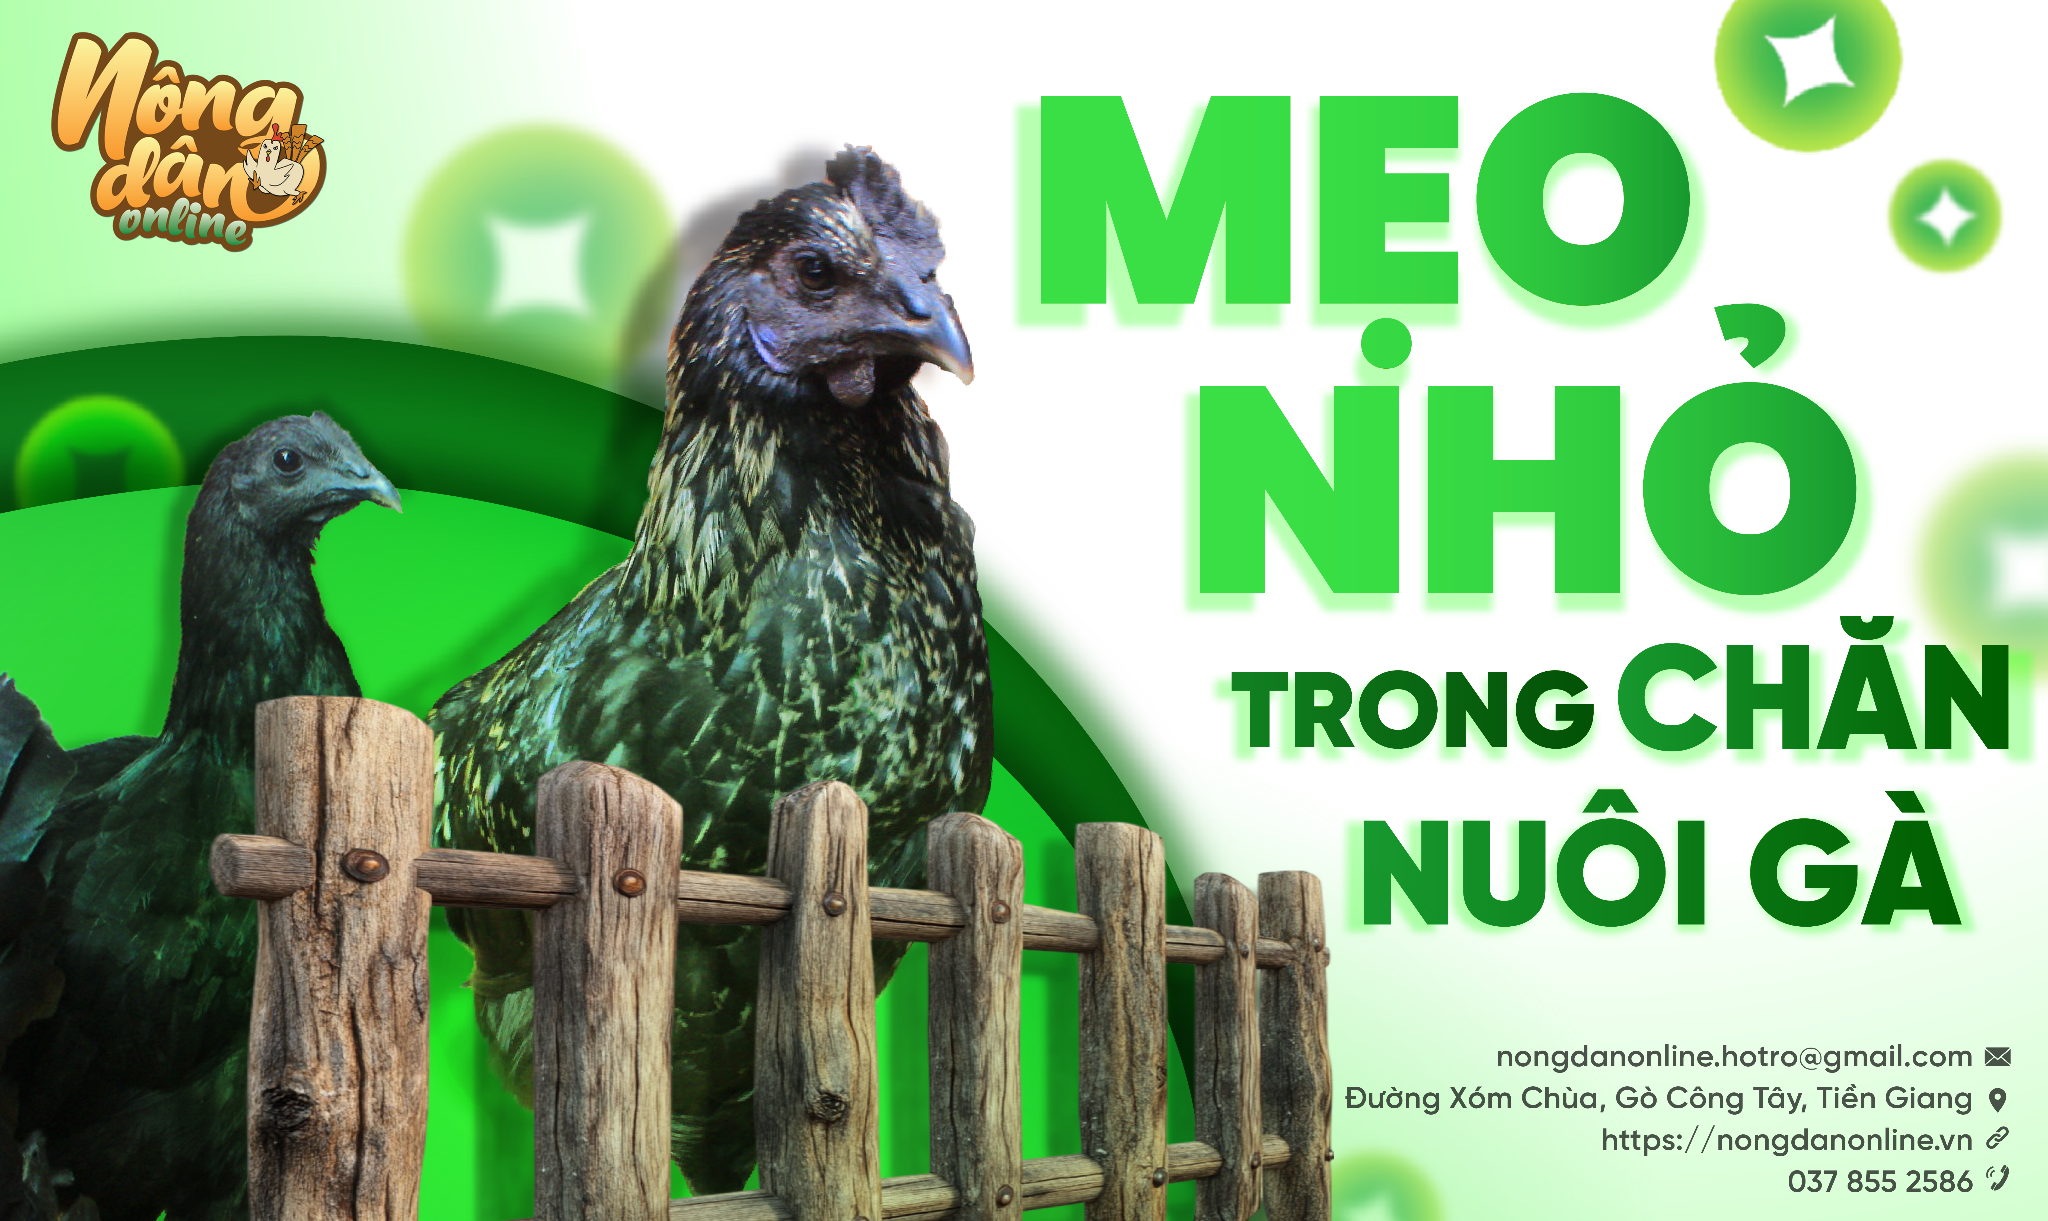 Nông
dân
online
MẸO
NHỎ
TRONG CHĂN
NUÔI GÀ
nongdanonline.hotro@gmail.com
Đường Xóm Chùa, Gò Công Tây, Tiền Giang
https://nongdanonline.vn
037 855 2586